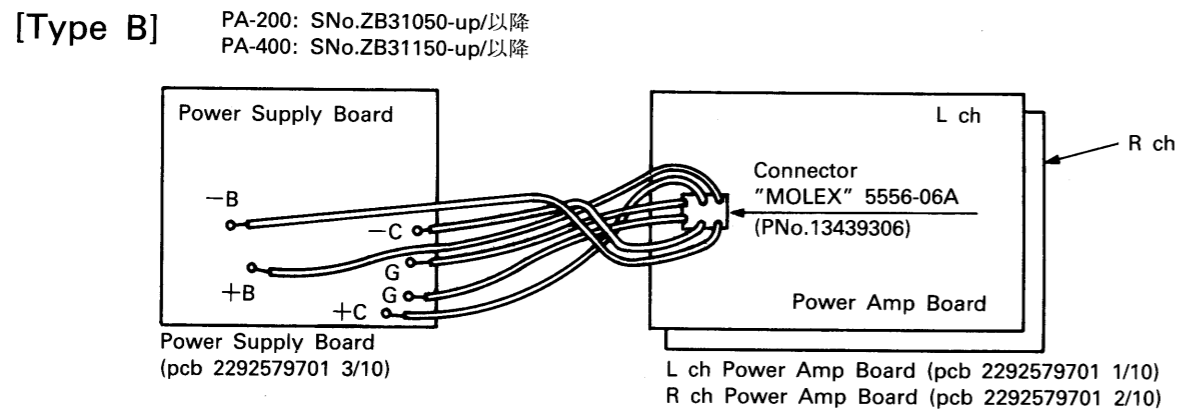 [Type B]
PA-200: SNo.ZB31050-up/以降
PA-400: SNo.ZB31150-up/以降
Power Supply Board
L ch
R ch
Connector
"MOLEX" 5556-06A
(PNo.13439306)
−B
−C
G
+B
G
+C
Power Amp Board
Power Supply Board
(pcb 2292579701 3/10)
L ch Power Amp Board (pcb 2292579701 1/10)
R ch Power Amp Board (pcb 2292579701 2/10)